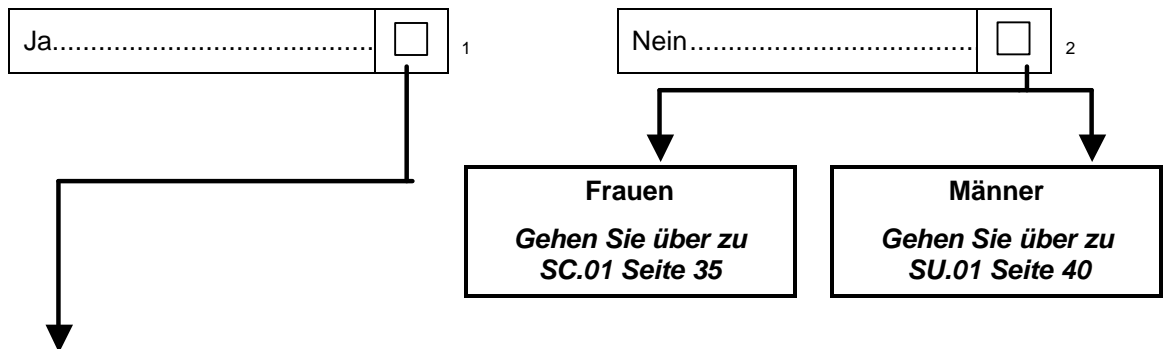 Ja.......................................... 1
Nein..................................... 2
Frauen
Gehen Sie über zu
SC.01 Seite 35
Männer
Gehen Sie über zu
SU.01 Seite 40